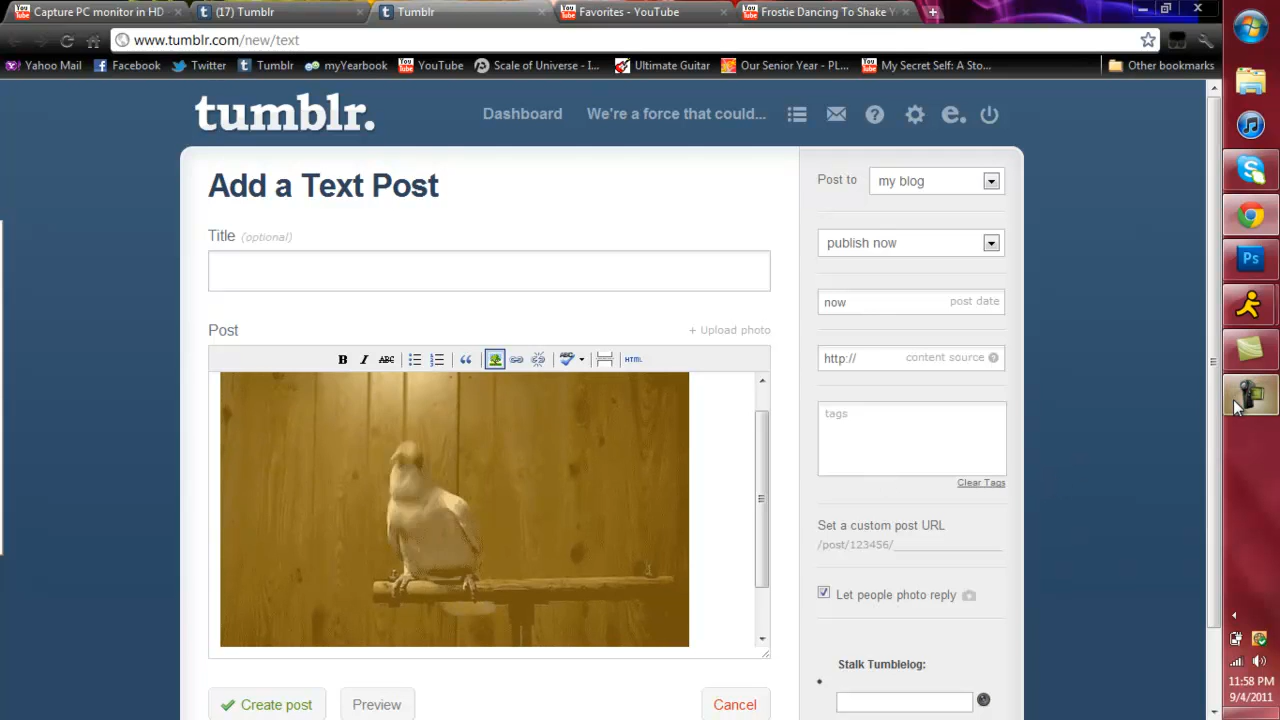 Capture PC monitor in HD
(17) Tumblr
Tumblr
Favorites - YouTube
Frostie Dancing To Shake Y
www.tumblr.com/new/text
Yahoo Mail
Facebook
Twitter
Tumblr
myYearbook
YouTube
Scale of Universe - I...
Ultimate Guitar
Our Senior Year - PL...
My Secret Self: A Sto...
Other bookmarks
tumblr.
Dashboard
We're a force that could...
e.
Add a Text Post
Post to
my blog
Title (optional)
publish now
now
post date
Post
+ Upload photo
http://
content source
B I ABC
HTML
tags
Clear Tags
Set a custom post URL
/post/123456/
Let people photo reply
Stalk Tumblelog:
Create post
Preview
Cancel
Ps
11:58 PM
9/4/2011